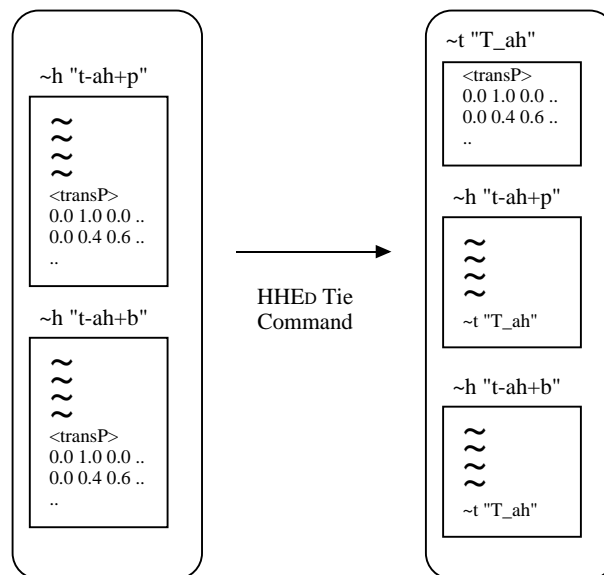 ~h "t-ah+p"
~
~
~
~
<transP>
0.0 1.0 0.0 ..
0.0 0.4 0.6 ..
..
~h "t-ah+b"
~
~
~
~
<transP>
0.0 1.0 0.0 ..
0.0 0.4 0.6 ..
..
HHED Tie
Command
~t "T_ah"
<transP>
0.0 1.0 0.0 ..
0.0 0.4 0.6 ..
..
~h "t-ah+p"
~
~
~
~
~t "T_ah"
~h "t-ah+b"
~
~
~
~
~t "T_ah"